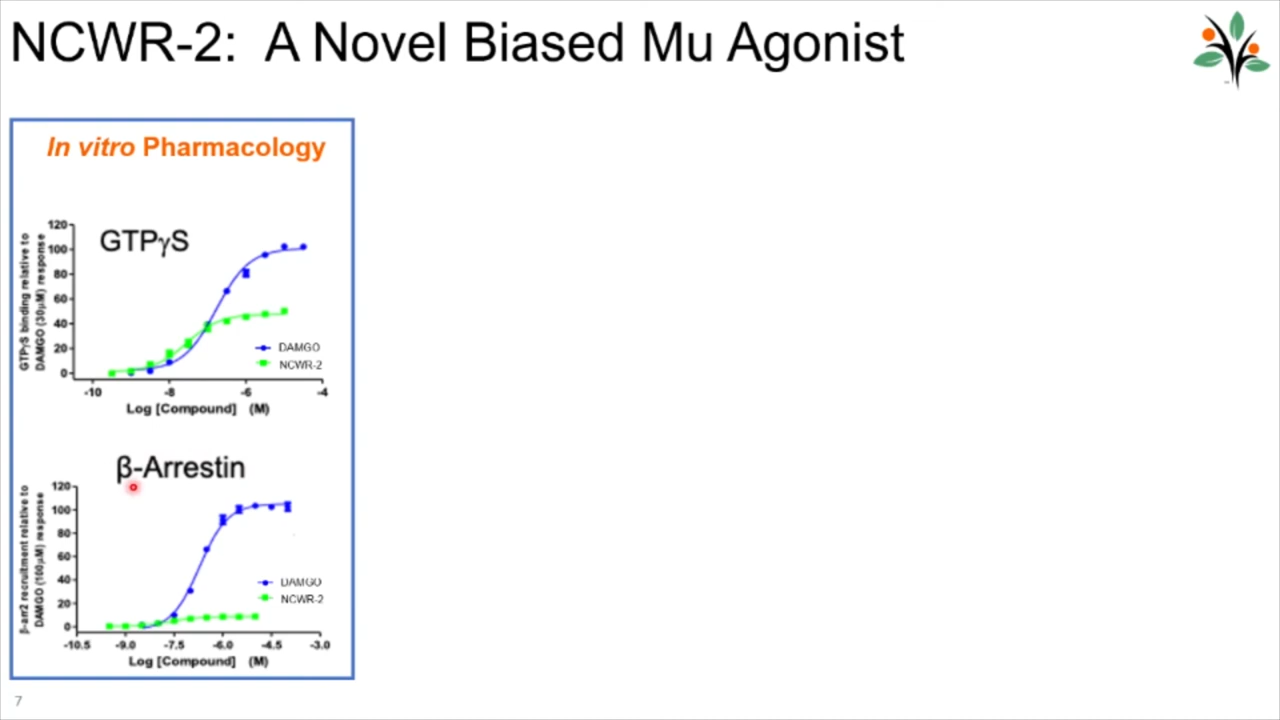 NCWR-2: A Novel Biased Mu Agonist
In vitro Pharmacology
GTPγS
GTPγS binding relative to
DAMGO (30μM) response
120
100
80
60
40
20
0
DAMGO
NCWR-2
-10
-8
-6
-4
Log [Compound] (M)
β-Arrestin
β-arr2 recruitment relative to
DAMGO (100μM) response
120
100
80
60
40
20
0
DAMGO
NCWR-2
-10.5
-9.0
-7.5
-6.0
-4.5
-3.0
Log [Compound] (M)
7